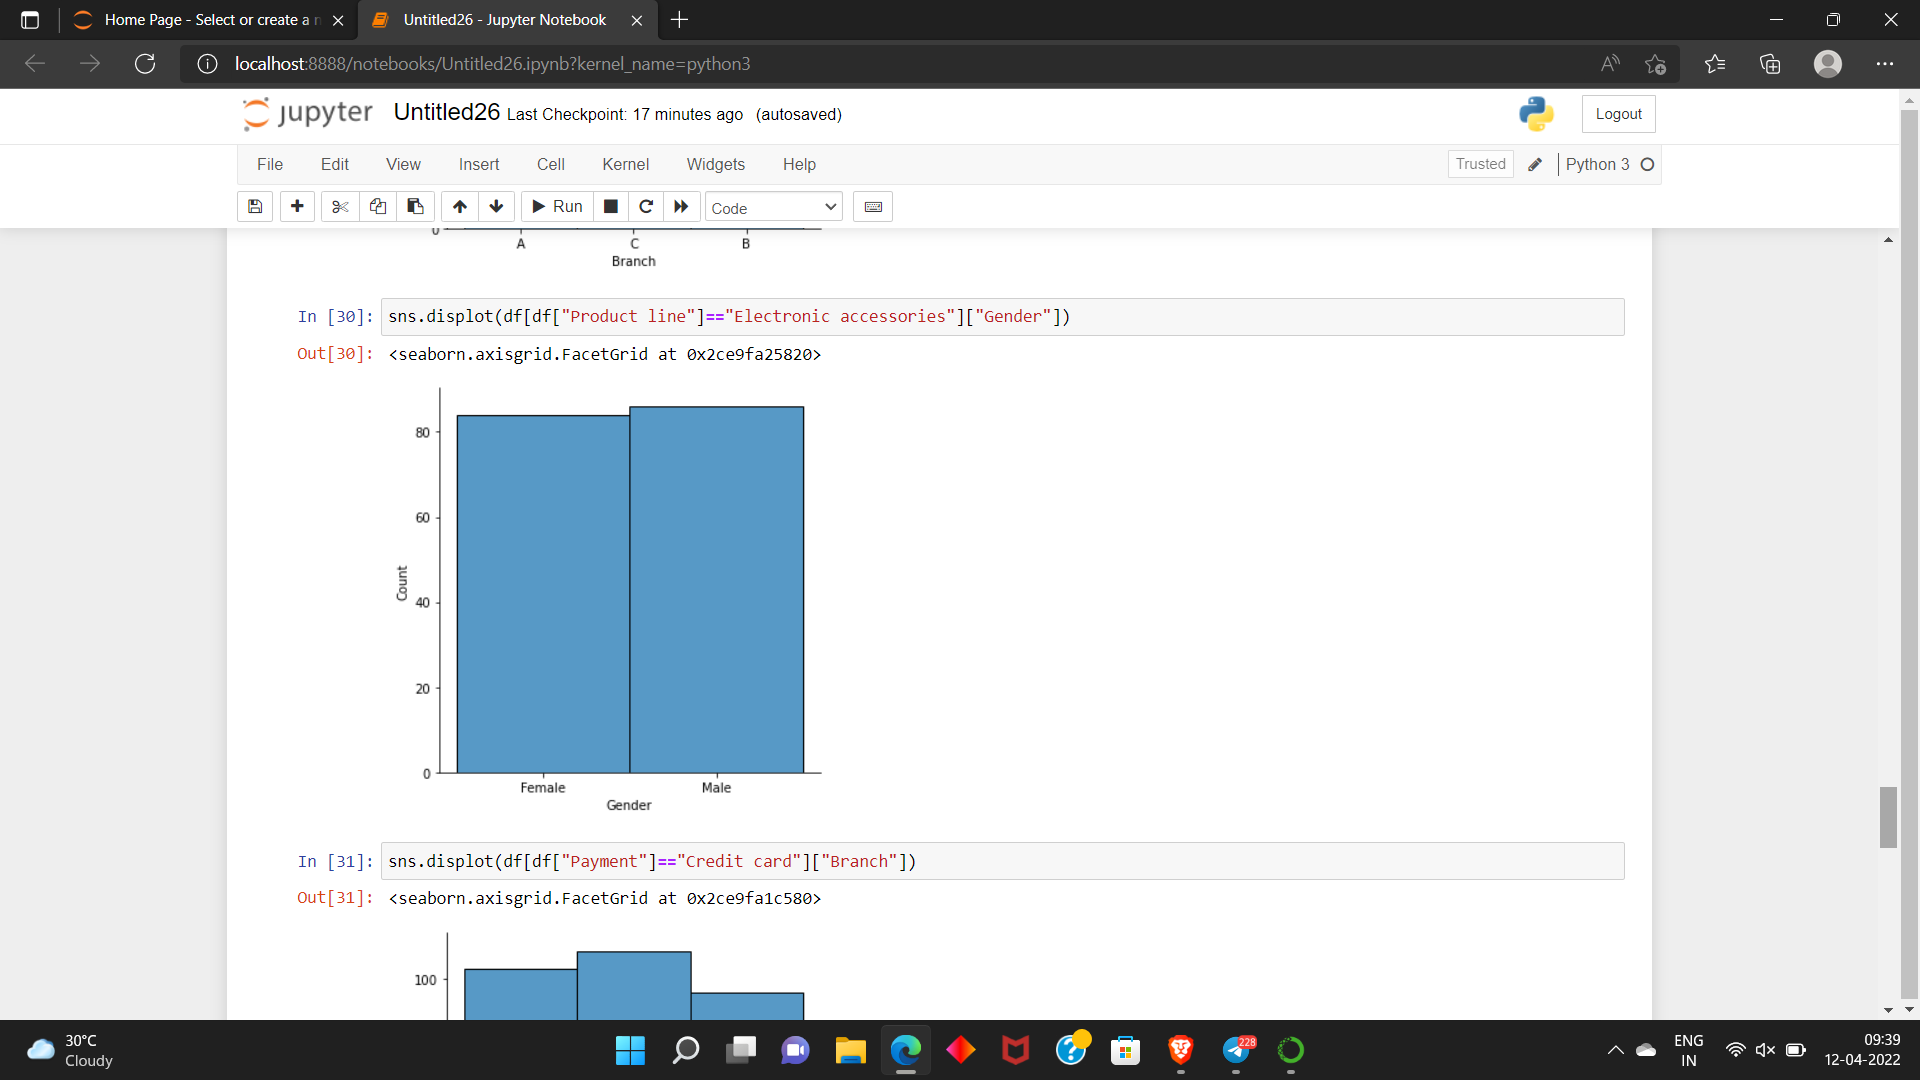 Home Page - Select or create a n
Untitled26 - Jupyter Notebook
localhost:8888/notebooks/Untitled26.ipynb?kernel_name=python3
jupyter Untitled26 Last Checkpoint: 17 minutes ago (autosaved)
Logout
File Edit View Insert Cell Kernel Widgets Help
Trusted
Python 3
Run
Code
0
A C B
Branch
In [30]: sns.displot(df[df["Product line"]=="Electronic accessories"]["Gender"])
Out[30]: <seaborn.axisgrid.FacetGrid at 0x2ce9fa25820>
80
60
Count
40
20
0
Female Male
Gender
In [31]: sns.displot(df[df["Payment"]=="Credit card"]["Branch"])
Out[31]: <seaborn.axisgrid.FacetGrid at 0x2ce9fa1c580>
100
30°C
Cloudy
228
ENG
IN
09:39
12-04-2022